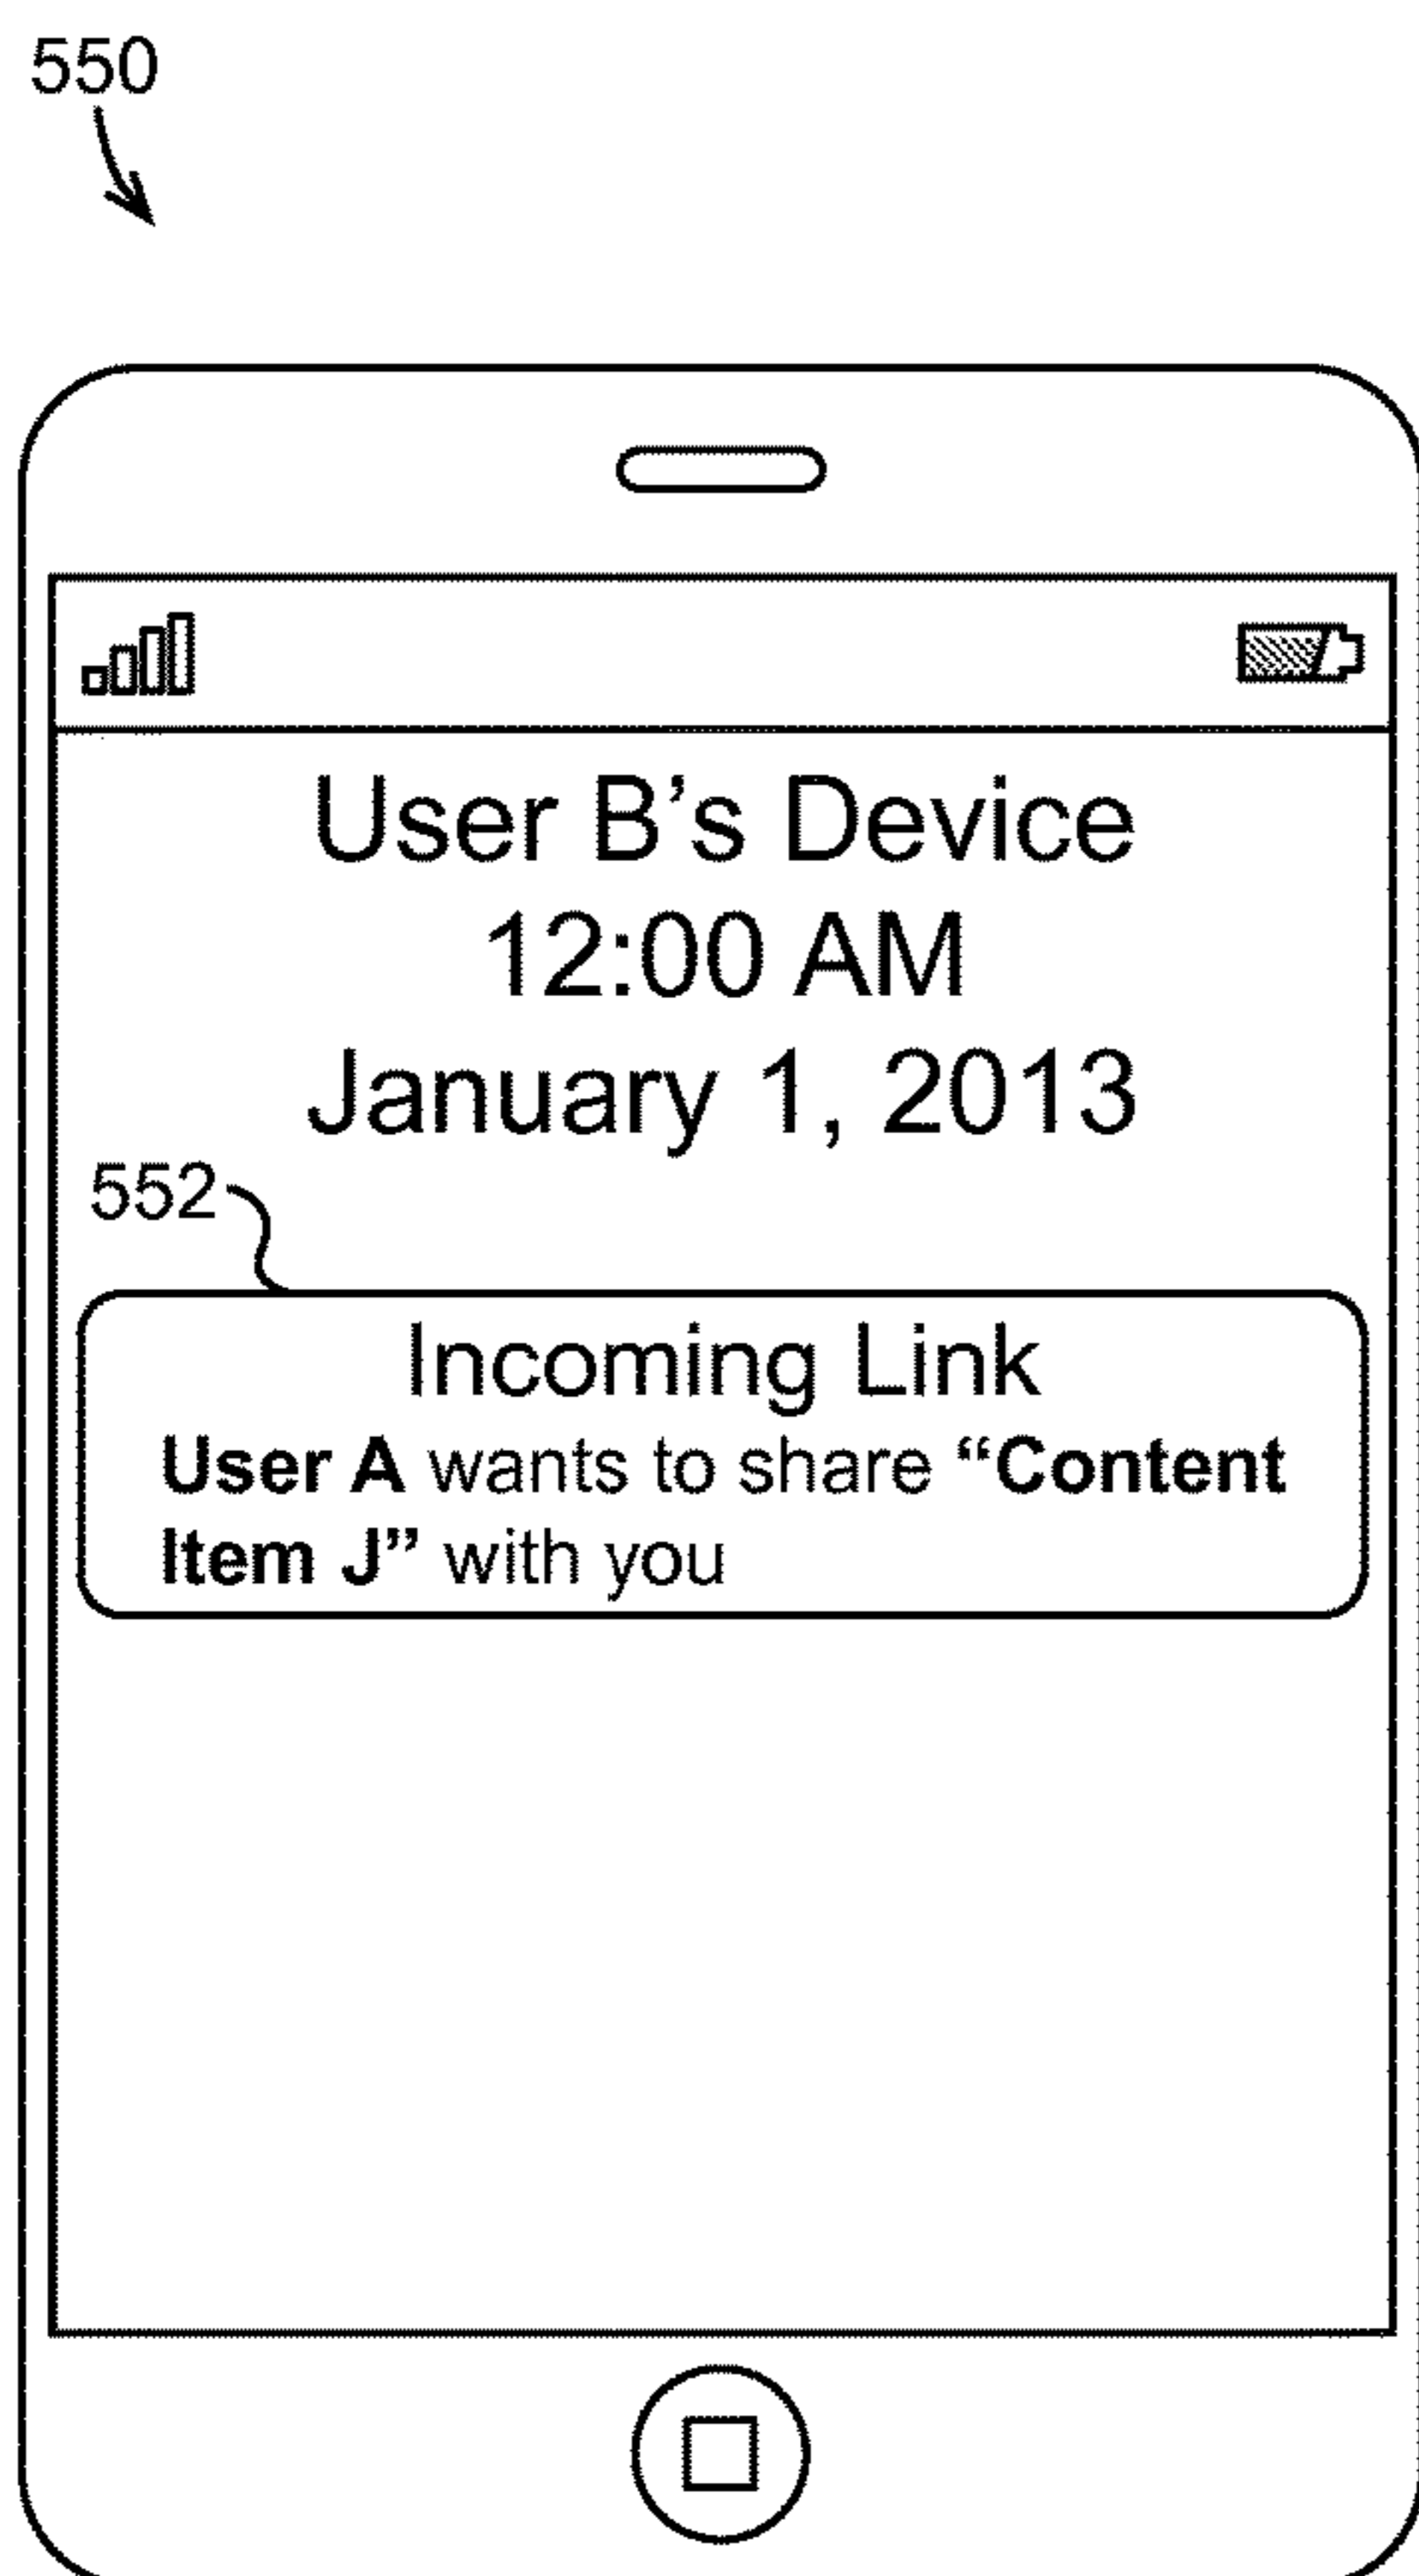 550
User B’s Device
12:00 AM
January 1, 2013
552
Incoming Link
User A wants to share “Content
Item J” with you